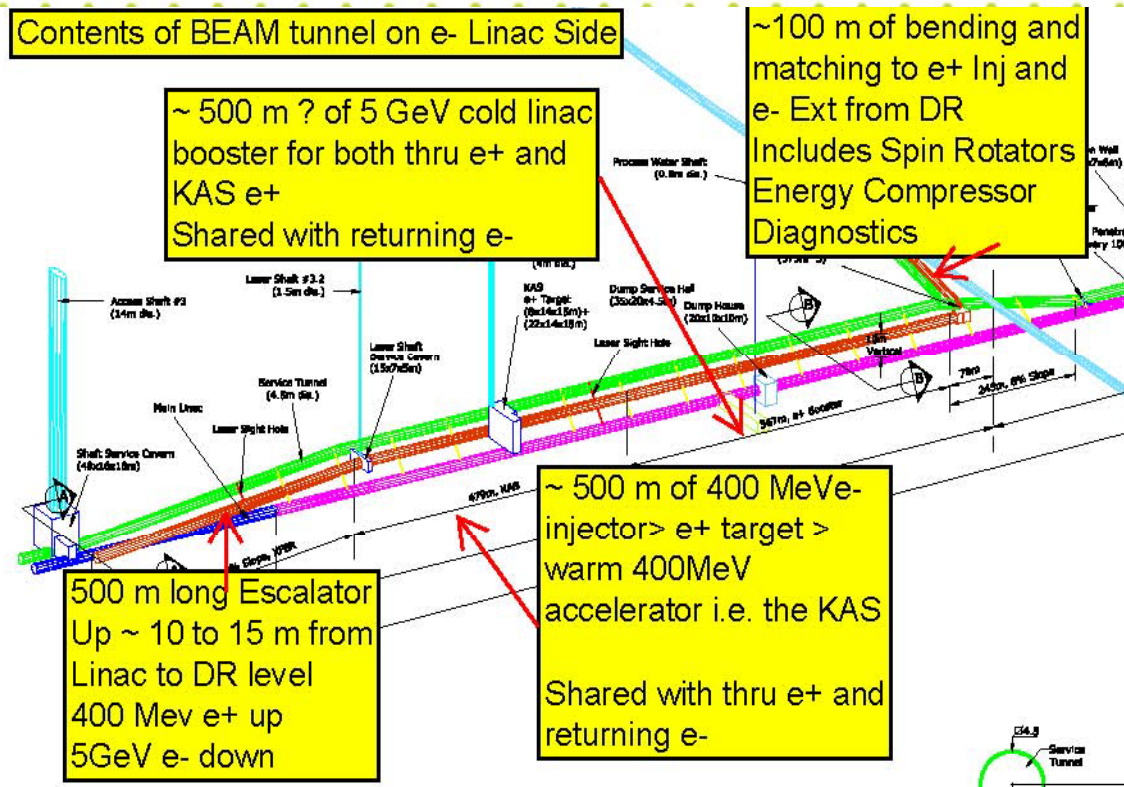 Contents of BEAM tunnel on e- Linac Side
~100 m of bending and
matching to e+ Inj and
e- Ext from DR
Includes Spin Rotators
Energy Compressor
Diagnostics
~ 500 m ? of 5 GeV cold linac
booster for both thru e+ and
KAS e+
Shared with returning e-
Process Water Shaft
(0.8m dia.)
Laser Shaft #3.2
(1.5m dia.)
Access Shaft #3
(14m dia.)
KAS
e+ Target
(8x14x15m)+
(22x14x15m)
Dump Service Hall
(35x20x4.5m)
Dump House
(20x10x10m)
B
Laser Sight Hole
Laser Shaft
Service Cavern
(15x7x5m)
Vertical
B
Service Tunnel
(4.5m dia.)
Main Linac
Laser Sight Hole
Shaft Service Cavern
A
567m, e+ Booster
479m, KAS
Slope,
~ 500 m of 400 MeVe-
injector> e+ target >
warm 400MeV
accelerator i.e. the KAS
Shared with thru e+ and
returning e-
500 m long Escalator
Up ~ 10 to 15 m from
Linac to DR level
400 Mev e+ up
5GeV e- down
Service
Tunnel